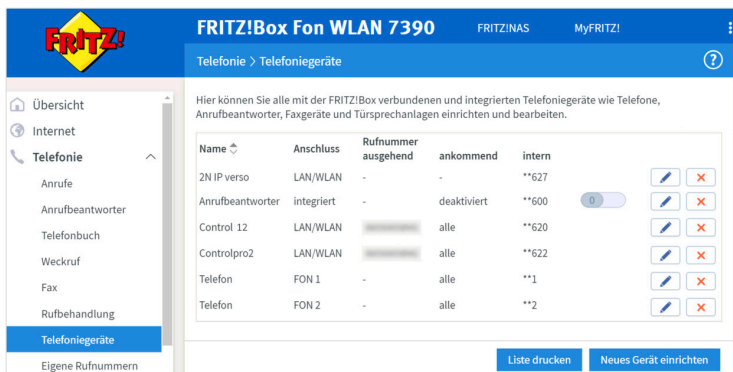 FRITZ!
FRITZ!Box Fon WLAN 7390 FRITZ!NAS MyFRITZ!
Telefonie > Telefoniegeräte ?
Übersicht
Internet
Telefonie
Anrufe
Anrufbeantworter
Telefonbuch
Weckruf
Fax
Rufbehandlung
Telefoniegeräte
Eigene Rufnummern
Hier können Sie alle mit der FRITZ!Box verbundenen und integrierten Telefoniegeräte wie Telefone,
Anrufbeantworter, Faxgeräte und Türsprechanlagen einrichten und bearbeiten.
Name Anschluss Rufnummer ausgehend ankommend intern
2N IP verso LAN/WLAN - - **627
Anrufbeantworter integriert - deaktiviert **600 0
Control 12 LAN/WLAN alle **620
Controlpro2 LAN/WLAN alle **622
Telefon FON 1 - alle **1
Telefon FON 2 - alle **2
Liste drucken Neues Gerät einrichten